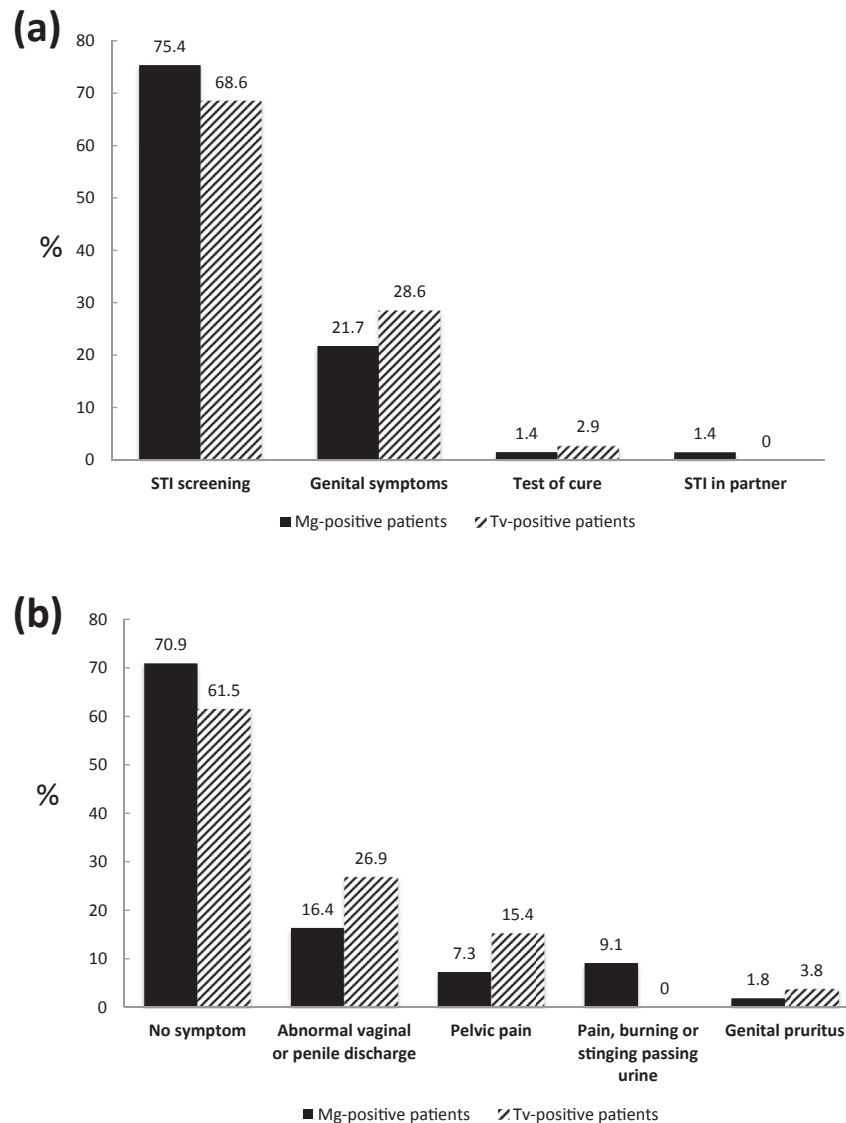 (a)
80
70
60
50
40
30
20
10
0
%
75.4
68.6
21.7
28.6
1.4
2.9
1.4
0
STI screening
Genital symptoms
Test of cure
STI in partner
Mg-positive patients
Tv-positive patients
(b)
80
70
60
50
40
30
20
10
0
%
70.9
61.5
16.4
26.9
7.3
15.4
9.1
0
1.8
3.8
No symptom
Abnormal vaginal
or penile discharge
Pelvic pain
Pain, burning or
stinging passing
urine
Genital pruritus
Mg-positive patients
Tv-positive patients